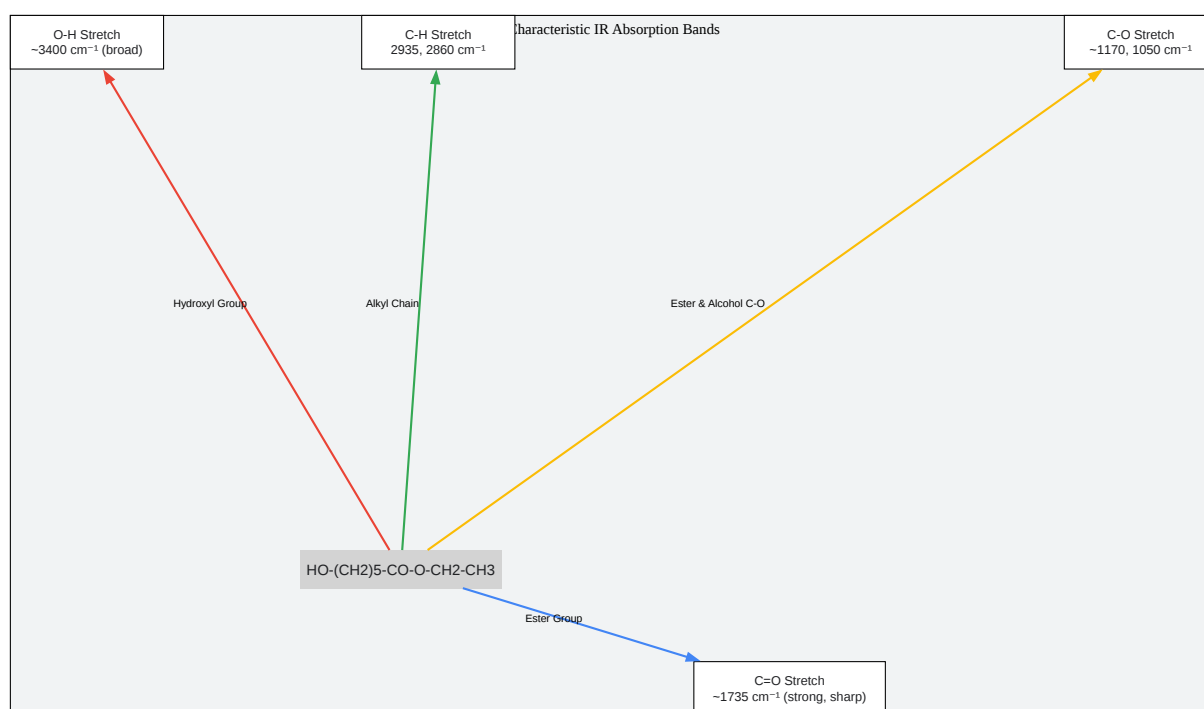 O-H Stretch
~3400 cm⁻¹ (broad)
C-H Stretch
2935, 2860 cm⁻¹
Characteristic IR Absorption Bands
C-O Stretch
~1170, 1050 cm⁻¹
Hydroxyl Group
Alkyl Chain
Ester & Alcohol C-O
HO-(CH2)5-CO-O-CH2-CH3
Ester Group
C=O Stretch
~1735 cm⁻¹ (strong, sharp)